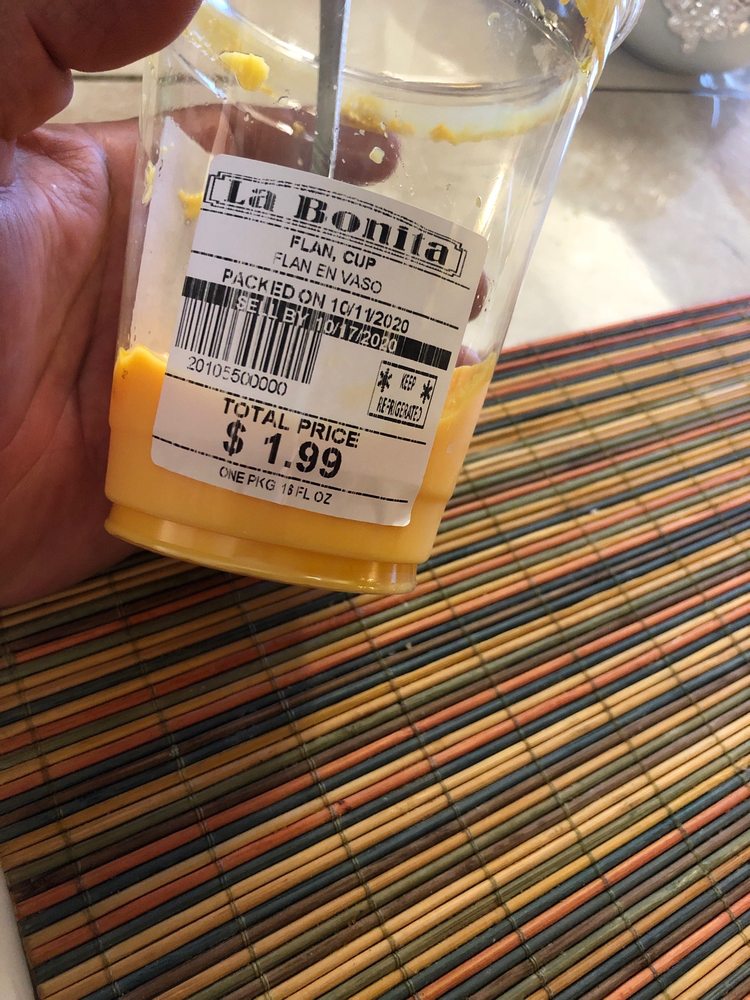 La Bonita
FLAN, CUP
FLAN EN VASO
PACKED ON 10/11/2020
SELL BY 10/17/2020
20105500000
KEEP
REFRIGERATED
TOTAL PRICE
$ 1.99
ONE PKG 16 FL OZ